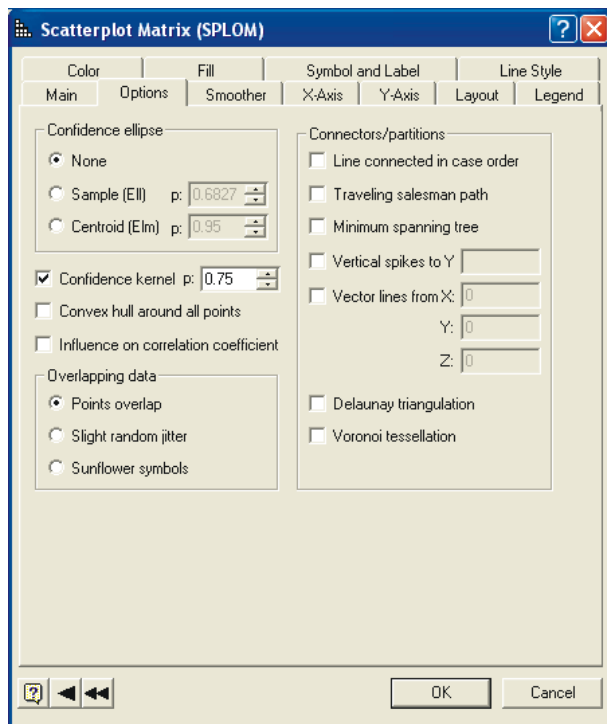 Scatterplot Matrix (SPLOM)
Color Fill Symbol and Label Line Style
Main Options Smoother X-Axis Y-Axis Layout Legend
Confidence ellipse
None
Sample (Ell) p: 0.6827
Centroid (Elm) p: 0.95
Confidence kernel p: 0.75
Convex hull around all points
Influence on correlation coefficient
Overlapping data
Points overlap
Slight random jitter
Sunflower symbols
Connectors/partitions
Line connected in case order
Traveling salesman path
Minimum spanning tree
Vertical spikes to Y
Vector lines from X: 0
Y: 0
Z: 0
Delaunay triangulation
Voronoi tessellation
OK Cancel